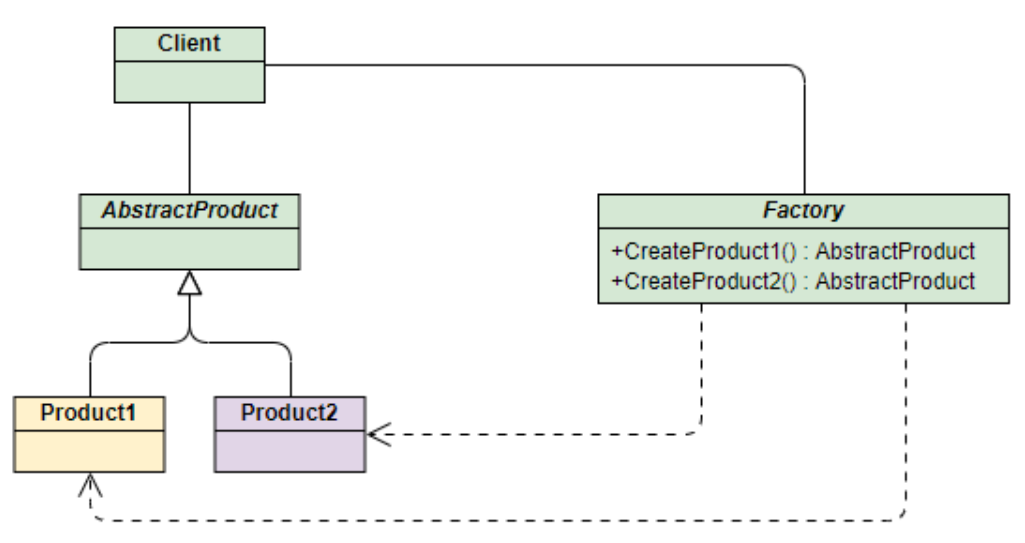 Client
AbstractProduct
Factory
+CreateProduct1() : AbstractProduct
+CreateProduct2() : AbstractProduct
Product1
Product2